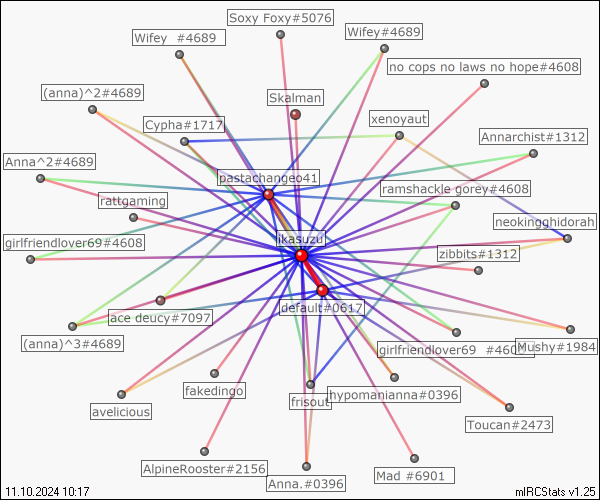 Soxy Foxy#5076
Wifey #4689
Wifey#4689
no cops no laws no hope#4608
(anna)^2#4689
Skalman
Cypha#1717
xenoyaut
Annarchist#1312
Anna^2#4689
pastachangeo41
rattgaming
ramshackle gorey#4608
neokingghidorah
girlfriendlover69#4608
ikasuzu
zibbits#1312
ace deucy#7097
default#0617
(anna)^3#4689
girlfriendlover69 #460
Mushy#1984
fakedingo
hypomanianna#0396
avelicious
frisout
Toucan#2473
AlpineRooster#2156
Anna.#0396
Mad #6901
11.10.2024 10:17
mIRCStats v1.25